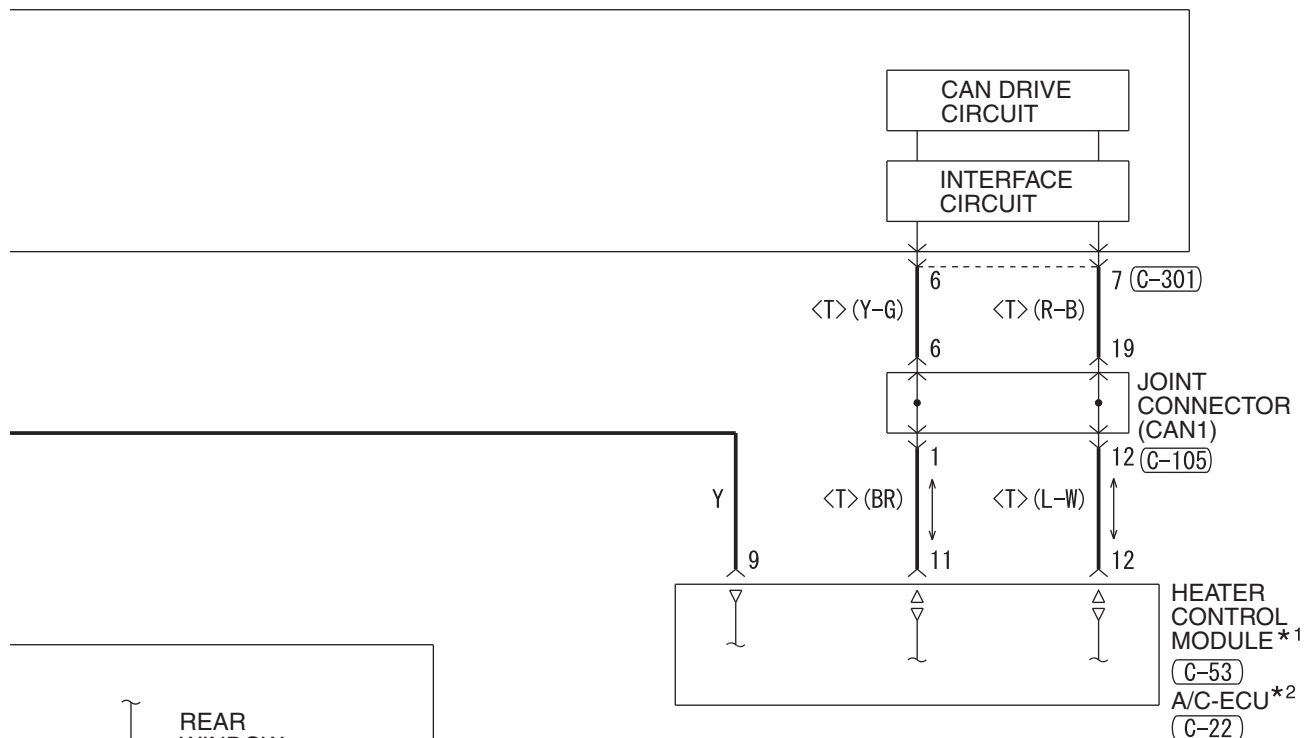 CAN DRIVE
CIRCUIT
INTERFACE
CIRCUIT
6
7 (C-301)
<T>(Y-G)
<T>(R-B)
6
19
JOINT
CONNECTOR
(CAN1)
1
12 (C-105)
Y
<T>(BR)
<T>(L-W)
9
11
12
HEATER
CONTROL
MODULE*1
(C-53)
A/C-ECU*2
(C-22)
REAR
WINDOW